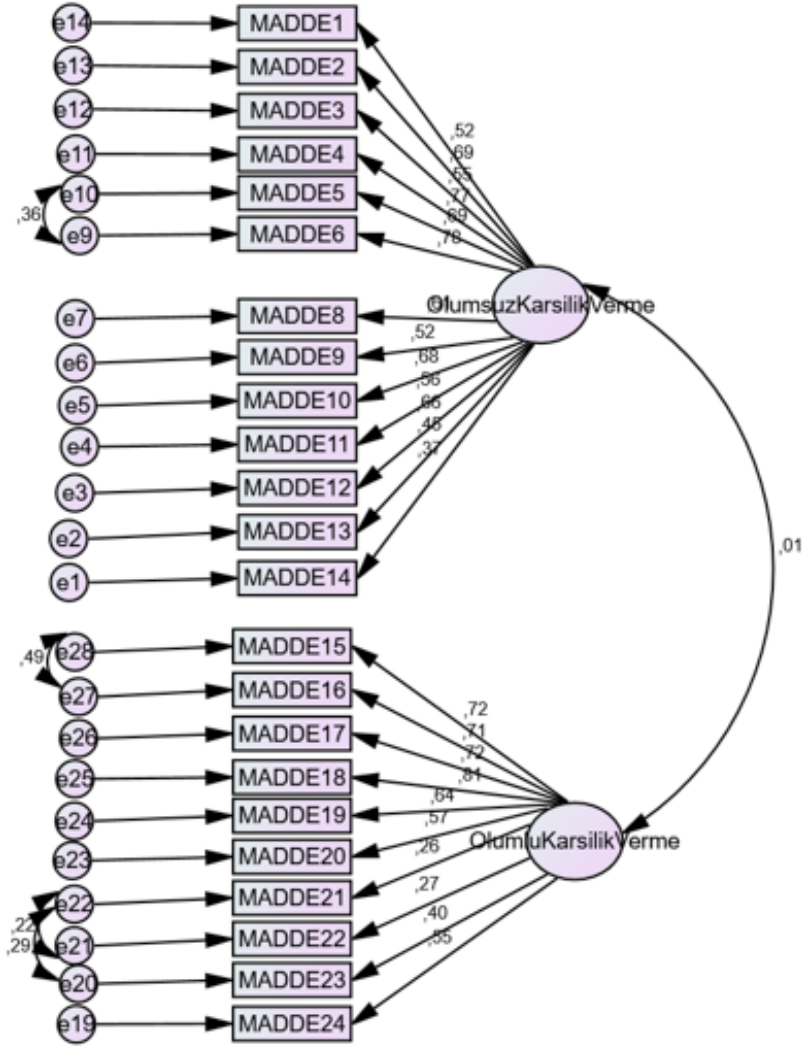 e14 MADDE1
e13 MADDE2
e12 MADDE3
e11 MADDE4
e10 MADDE5
,36
e9 MADDE6
,52
,69
,55
,77
,69
,78
OlumsuzKarsilikVerme
e7 MADDE8
e6 MADDE9
e5 MADDE10
e4 MADDE11
e3 MADDE12
e2 MADDE13
e1 MADDE14
,52
,68
,56
,66
,45
,37
,01
e28 MADDE15
,49
e27 MADDE16
e26 MADDE17
e25 MADDE18
e24 MADDE19
e23 MADDE20
e22 MADDE21
,22
e21 MADDE22
,29
e20 MADDE23
e19 MADDE24
,72
,71
,72
,81
,64
,57
,26
,27
,40
,55
OlumluKarsilikVerme